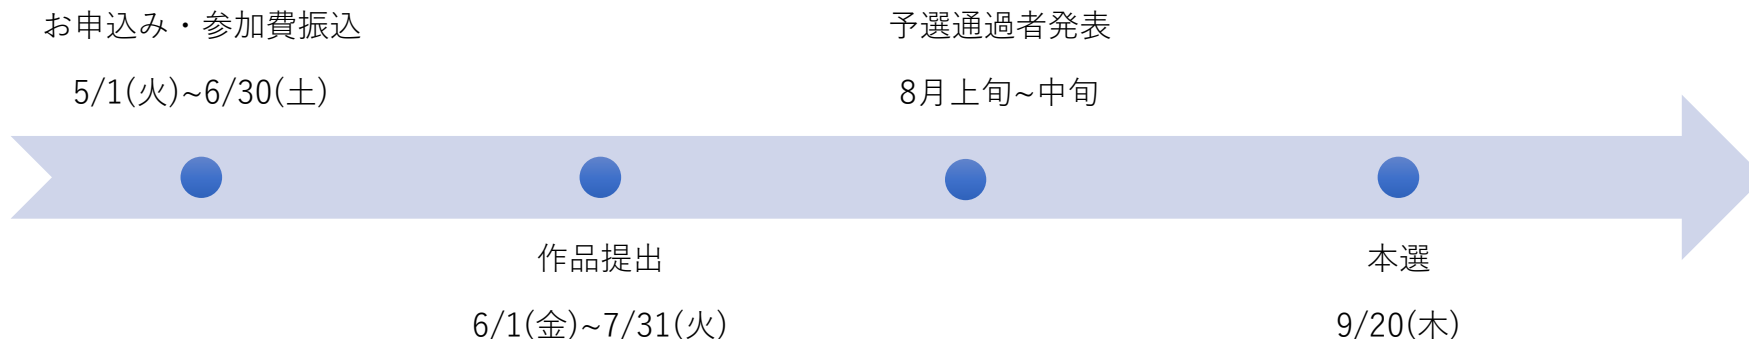 お申込み・参加費振込
5/1(火)~6/30(土)
作品提出
6/1(金)~7/31(火)
予選通過者発表
8月上旬~中旬
本選
9/20(木)